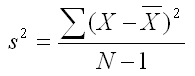 s² = ∑(X − X̄)² / N − 1